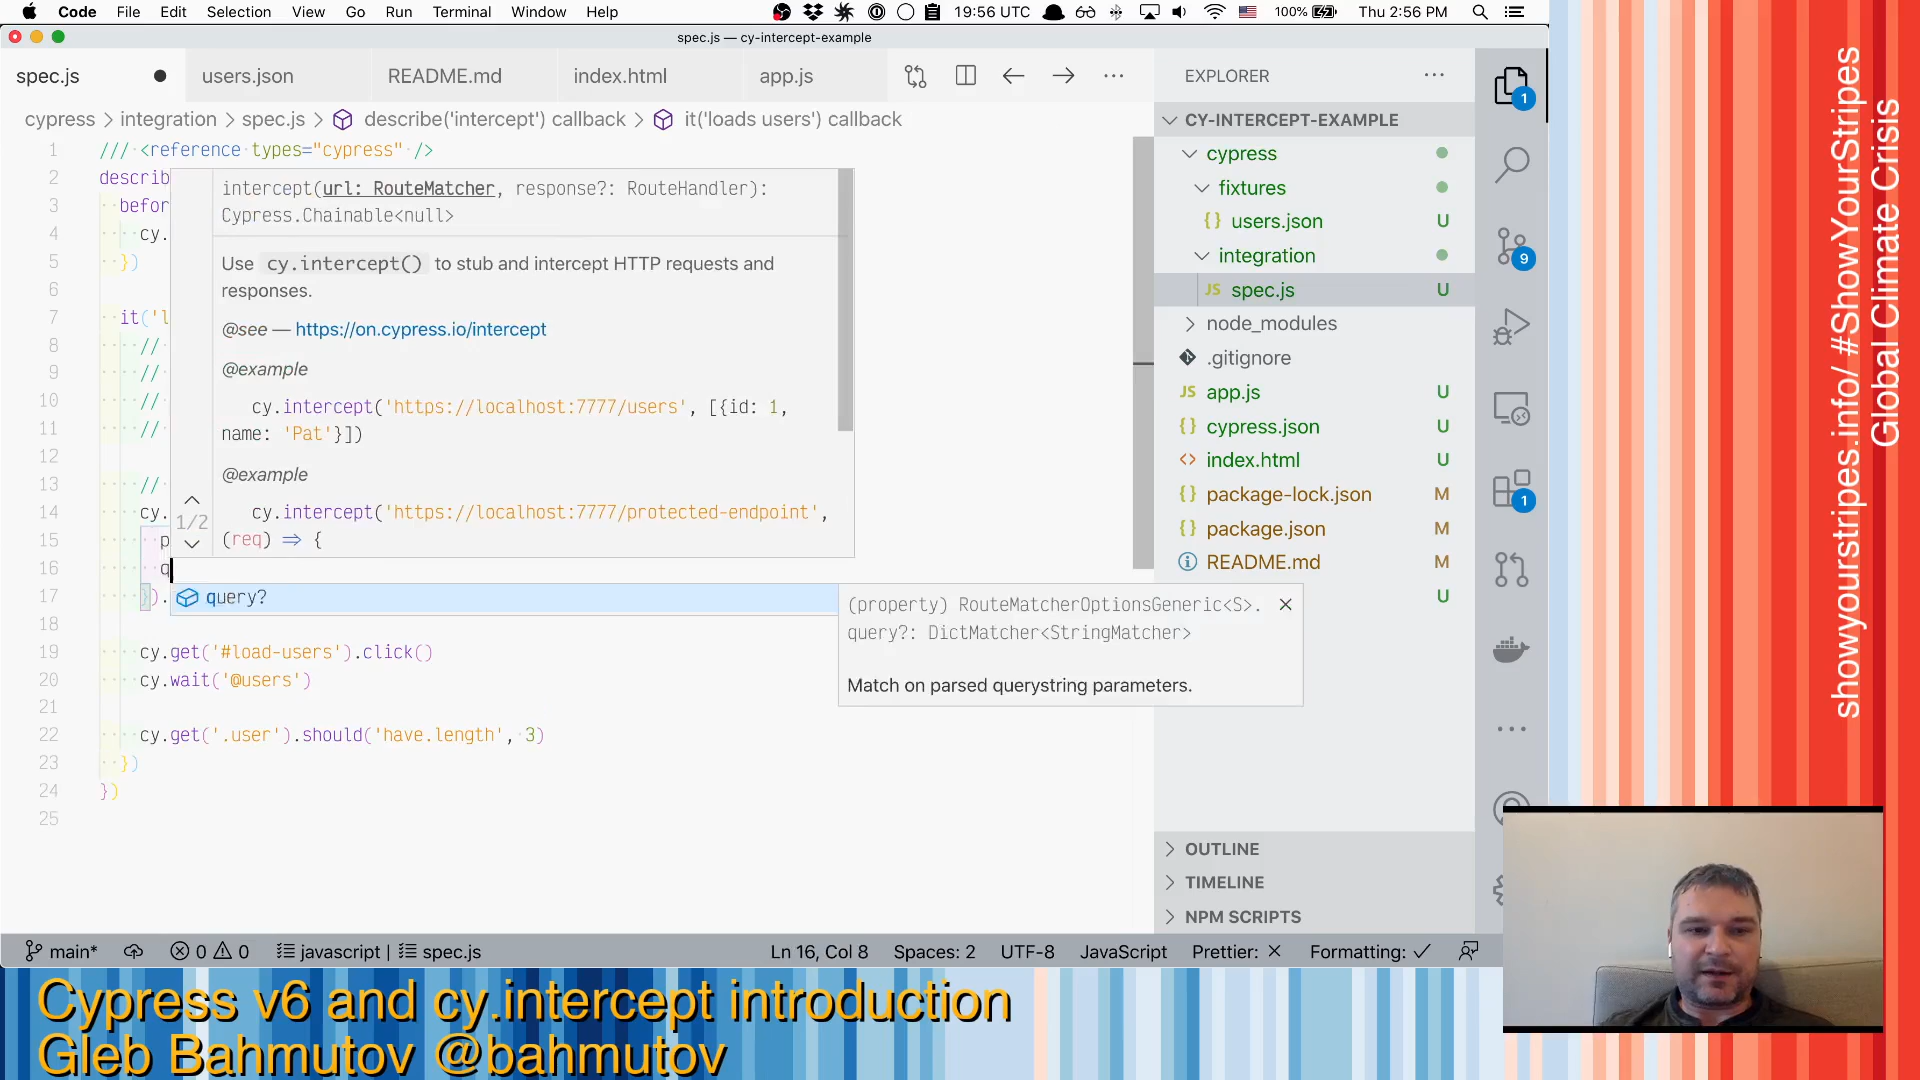 Code File Edit Selection View Go Run Terminal Window Help 19:56 UTC 100% Thu 2:56 PM
spec.js — cy-intercept-example
spec.js users.json README.md index.html app.js ···
cypress > integration > spec.js > describe('intercept') callback > it('loads users') callback
1 /// <reference types="cypress" />
2 describ
3 befor
4 cy.
5 })
6
7 it('l
8 //
9 //
10 //
11 //
12
13 //
14 cy.
15 p
16 q
17 }).
18
19 cy.get('#load-users').click()
20 cy.wait('@users')
21
22 cy.get('.user').should('have.length', 3)
23 })
24 })
25
intercept(url: RouteMatcher, response?: RouteHandler):
Cypress.Chainable<null>
Use cy.intercept() to stub and intercept HTTP requests and
responses.
@see — https://on.cypress.io/intercept
@example
cy.intercept('https://localhost:7777/users', [{id: 1,
name: 'Pat'}])
@example
1/2
cy.intercept('https://localhost:7777/protected-endpoint',
(req) => {
query?
(property) RouteMatcherOptionsGeneric<S>.
query?: DictMatcher<StringMatcher>
Match on parsed querystring parameters.
EXPLORER ···
CY-INTERCEPT-EXAMPLE
cypress
fixtures
{} users.json U
integration
JS spec.js U
node_modules
.gitignore
JS app.js U
{} cypress.json U
<> index.html U
{} package-lock.json M
{} package.json M
README.md M
U
OUTLINE
TIMELINE
NPM SCRIPTS
1
9
1
main* 0 0 javascript | spec.js Ln 16, Col 8 Spaces: 2 UTF-8 JavaScript Prettier: × Formatting: ✓
Cypress v6 and cy.intercept introduction
Gleb Bahmutov @bahmutov
showyourstripes.info/ #ShowYourStripes
Global Climate Crisis